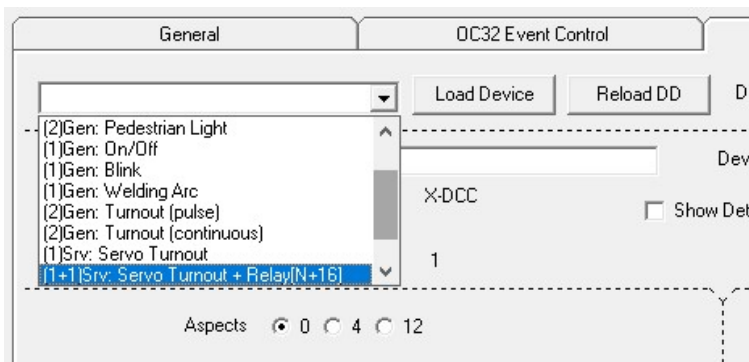 General
OC32 Event Control
Load Device
Reload DD
D
(2)Gen: Pedestrian Light
(1)Gen: On/Off
(1)Gen: Blink
(1)Gen: Welding Arc
(2)Gen: Turnout (pulse)
(2)Gen: Turnout (continuous)
(1)Srv: Servo Turnout
(1+1)Srv: Servo Turnout + Relay[N+16]
Dev
X-DCC
Show Det
1
Aspects 0 4 12